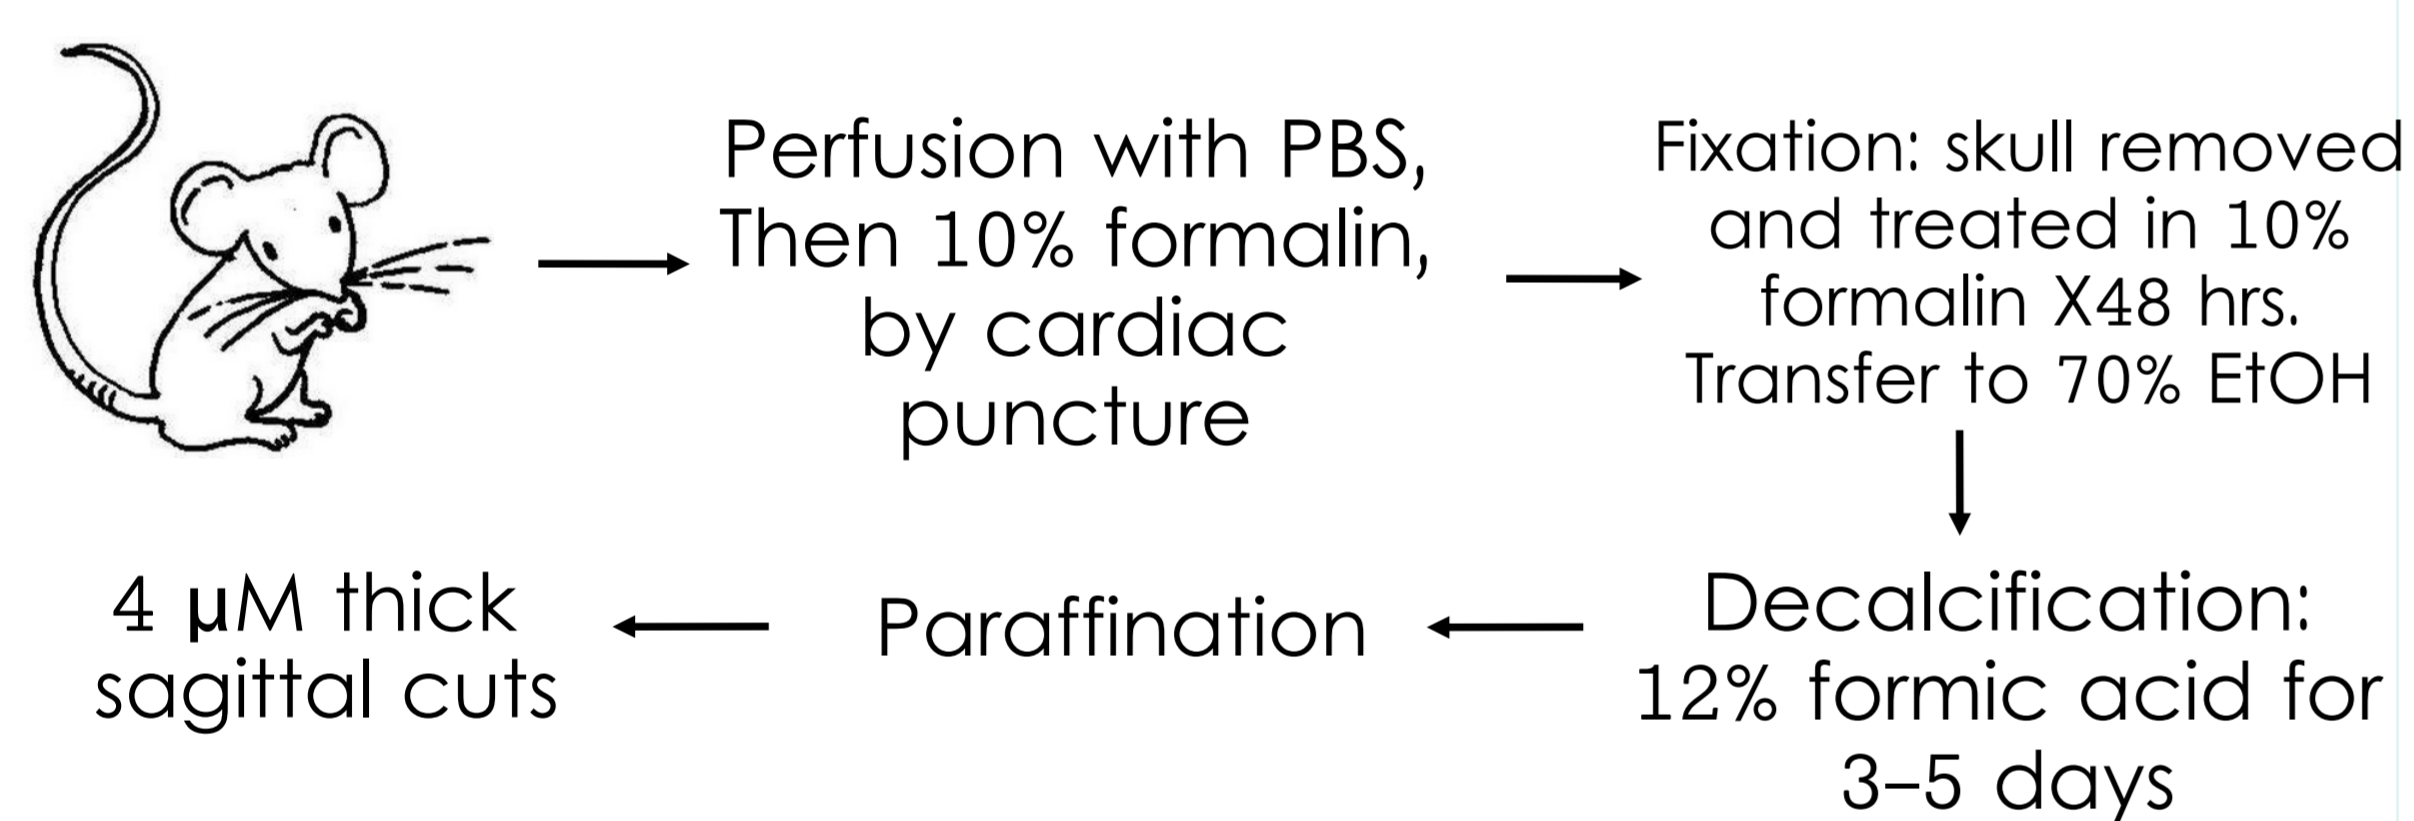 Perfusion with PBS,
Then 10% formalin,
by cardiac
puncture
Fixation: skull removed
and treated in 10%
formalin X48 hrs.
Transfer to 70% EtOH
Decalcification:
12% formic acid for
3–5 days
Paraffination
4 µM thick
sagittal cuts